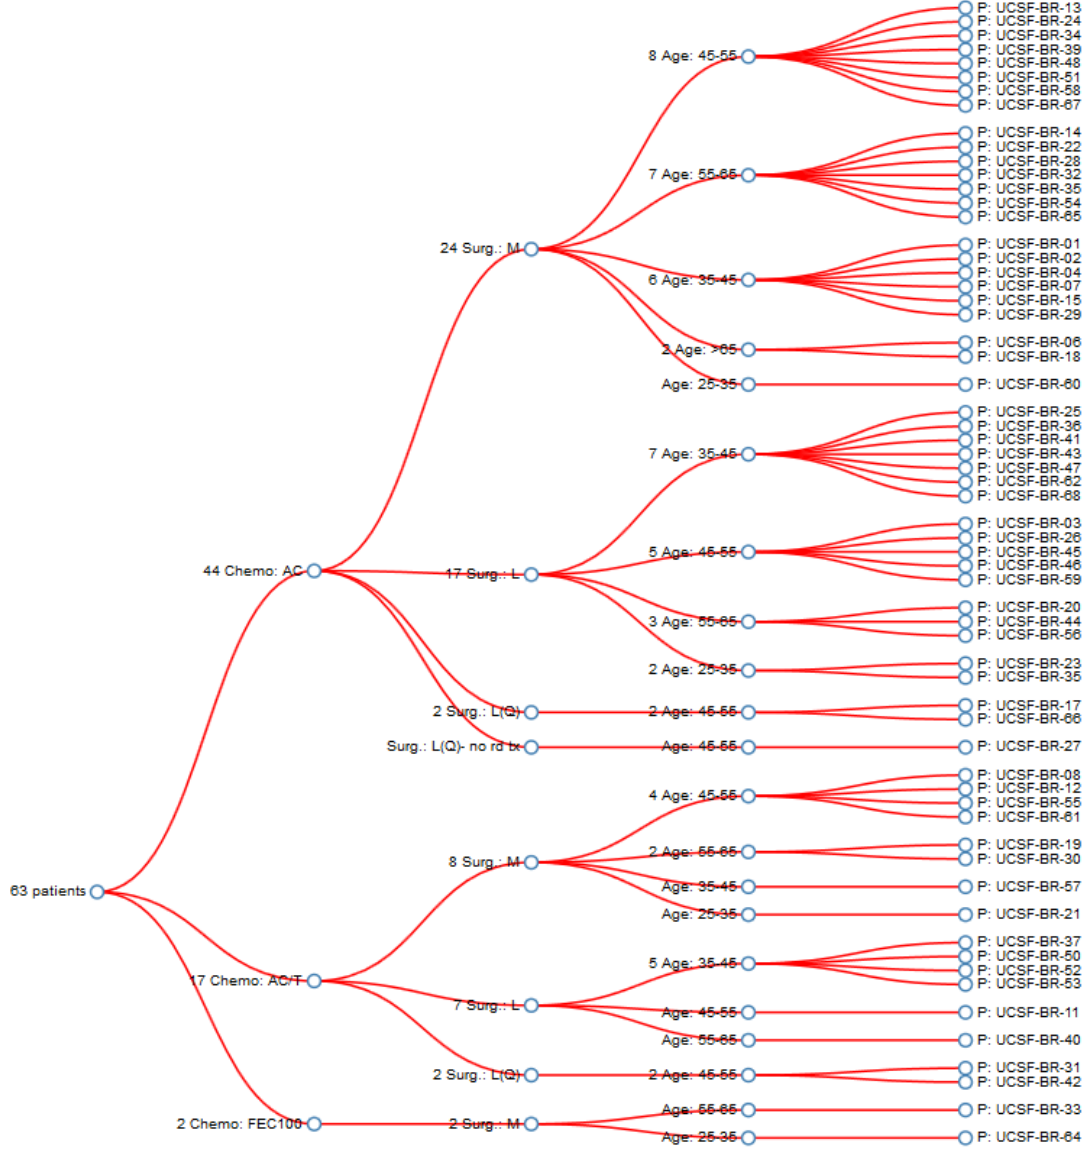 P: UCSF-BR-13
P: UCSF-BR-24
P: UCSF-BR-34
P: UCSF-BR-39
8 Age: 45-55
P: UCSF-BR-48
P: UCSF-BR-51
P: UCSF-BR-58
P: UCSF-BR-67
P: UCSF-BR-14
P: UCSF-BR-22
P: UCSF-BR-28
7 Age: 55-65
P: UCSF-BR-32
P: UCSF-BR-35
P: UCSF-BR-54
P: UCSF-BR-65
24 Surg.: M
P: UCSF-BR-01
P: UCSF-BR-02
P: UCSF-BR-04
6 Age: 35-45
P: UCSF-BR-07
P: UCSF-BR-15
P: UCSF-BR-29
2 Age: >65
P: UCSF-BR-06
P: UCSF-BR-18
Age: 25-35
P: UCSF-BR-60
P: UCSF-BR-25
P: UCSF-BR-36
P: UCSF-BR-41
7 Age: 35-45
P: UCSF-BR-43
P: UCSF-BR-47
P: UCSF-BR-62
P: UCSF-BR-68
P: UCSF-BR-03
P: UCSF-BR-26
5 Age: 45-55
P: UCSF-BR-45
P: UCSF-BR-46
P: UCSF-BR-59
44 Chemo: AC
17 Surg.: L
P: UCSF-BR-20
3 Age: 55-65
P: UCSF-BR-44
P: UCSF-BR-56
2 Age: 25-35
P: UCSF-BR-23
P: UCSF-BR-35
2 Surg.: L(Q)
2 Age: 45-55
P: UCSF-BR-17
P: UCSF-BR-66
Surg.: L(Q)- no rd tx
Age: 45-55
P: UCSF-BR-27
P: UCSF-BR-08
P: UCSF-BR-12
4 Age: 45-55
P: UCSF-BR-55
P: UCSF-BR-61
8 Surg.: M
2 Age: 55-65
P: UCSF-BR-19
P: UCSF-BR-30
63 patients
Age: 35-45
P: UCSF-BR-57
Age: 25-35
P: UCSF-BR-21
P: UCSF-BR-37
P: UCSF-BR-50
5 Age: 35-45
P: UCSF-BR-52
P: UCSF-BR-53
17 Chemo: AC/T
7 Surg.: L
Age: 45-55
P: UCSF-BR-11
Age: 55-65
P: UCSF-BR-40
2 Surg.: L(Q)
2 Age: 45-55
P: UCSF-BR-31
P: UCSF-BR-42
2 Chemo: FEC100
2 Surg.: M
Age: 55-65
P: UCSF-BR-33
Age: 25-35
P: UCSF-BR-64